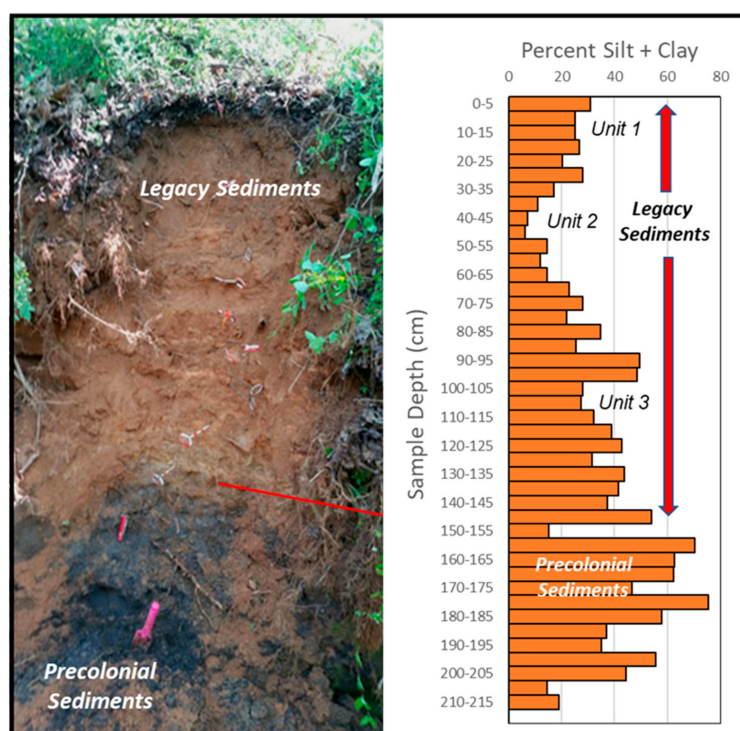 Legacy Sediments
Precolonial
Sediments
Percent Silt + Clay
0 20 40 60 80
Sample Depth (cm)
0-5
10-15
20-25
30-35
40-45
50-55
60-65
70-75
80-85
90-95
100-105
110-115
120-125
130-135
140-145
150-155
160-165
170-175
180-185
190-195
200-205
210-215
Unit 1
Unit 2
Legacy
Sediments
Unit 3
Precolonial
Sediments